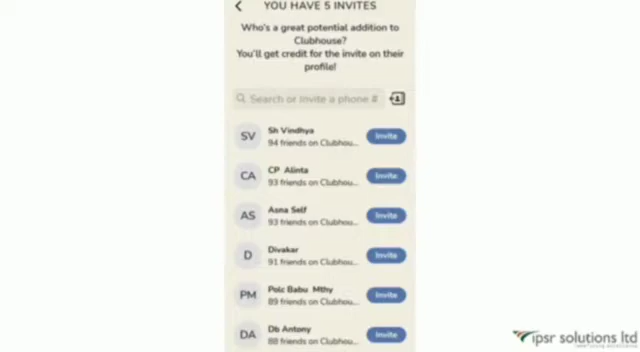 YOU HAVE 5 INVITES
Who's a great potential addition to
Clubhouse?
You'll get credit for the invite on their
profile!
Search or invite a phone #
SV Sh Vindhya
94 friends on Clubhou... Invite
CA CP Alinta
93 friends on Clubhou... Invite
AS Asna Self
93 friends on Clubhou... Invite
D Divakar
91 friends on Clubhou... Invite
PM Polc Babu Mthy
89 friends on Clubhou... Invite
DA Db Antony
88 friends on Clubhou... Invite
ipsr solutions ltd